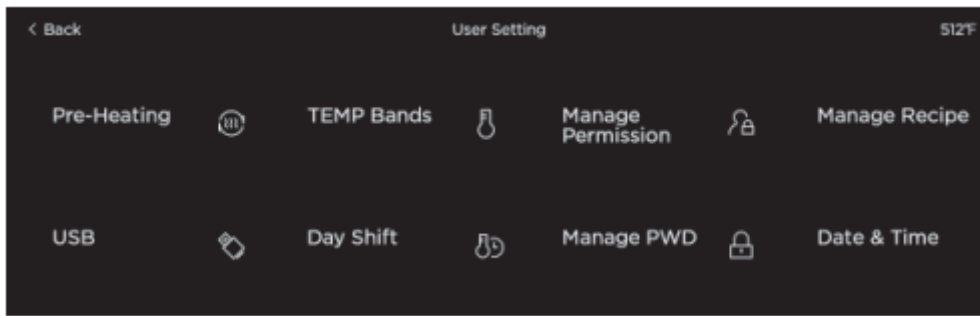 < Back
User Setting
512°F
Pre-Heating
TEMP Bands
Manage
Permission
Manage Recipe
USB
Day Shift
Manage PWD
Date & Time